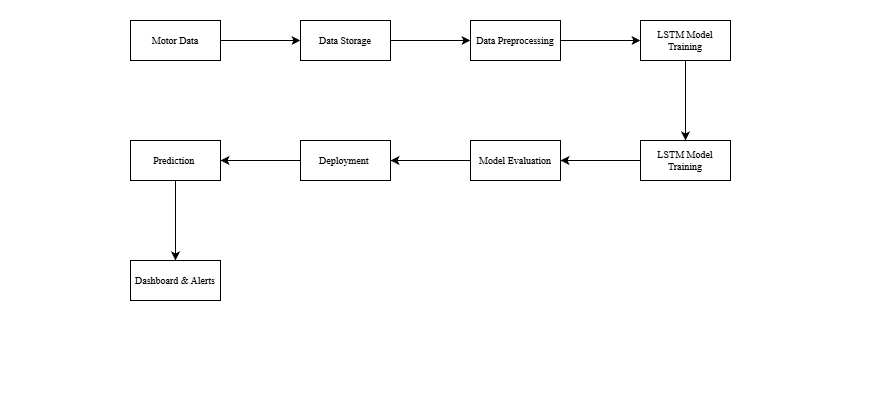 Motor Data
Data Storage
Data Preprocessing
LSTM Model
Training
Prediction
Deployment
Model Evaluation
LSTM Model
Training
Dashboard & Alerts